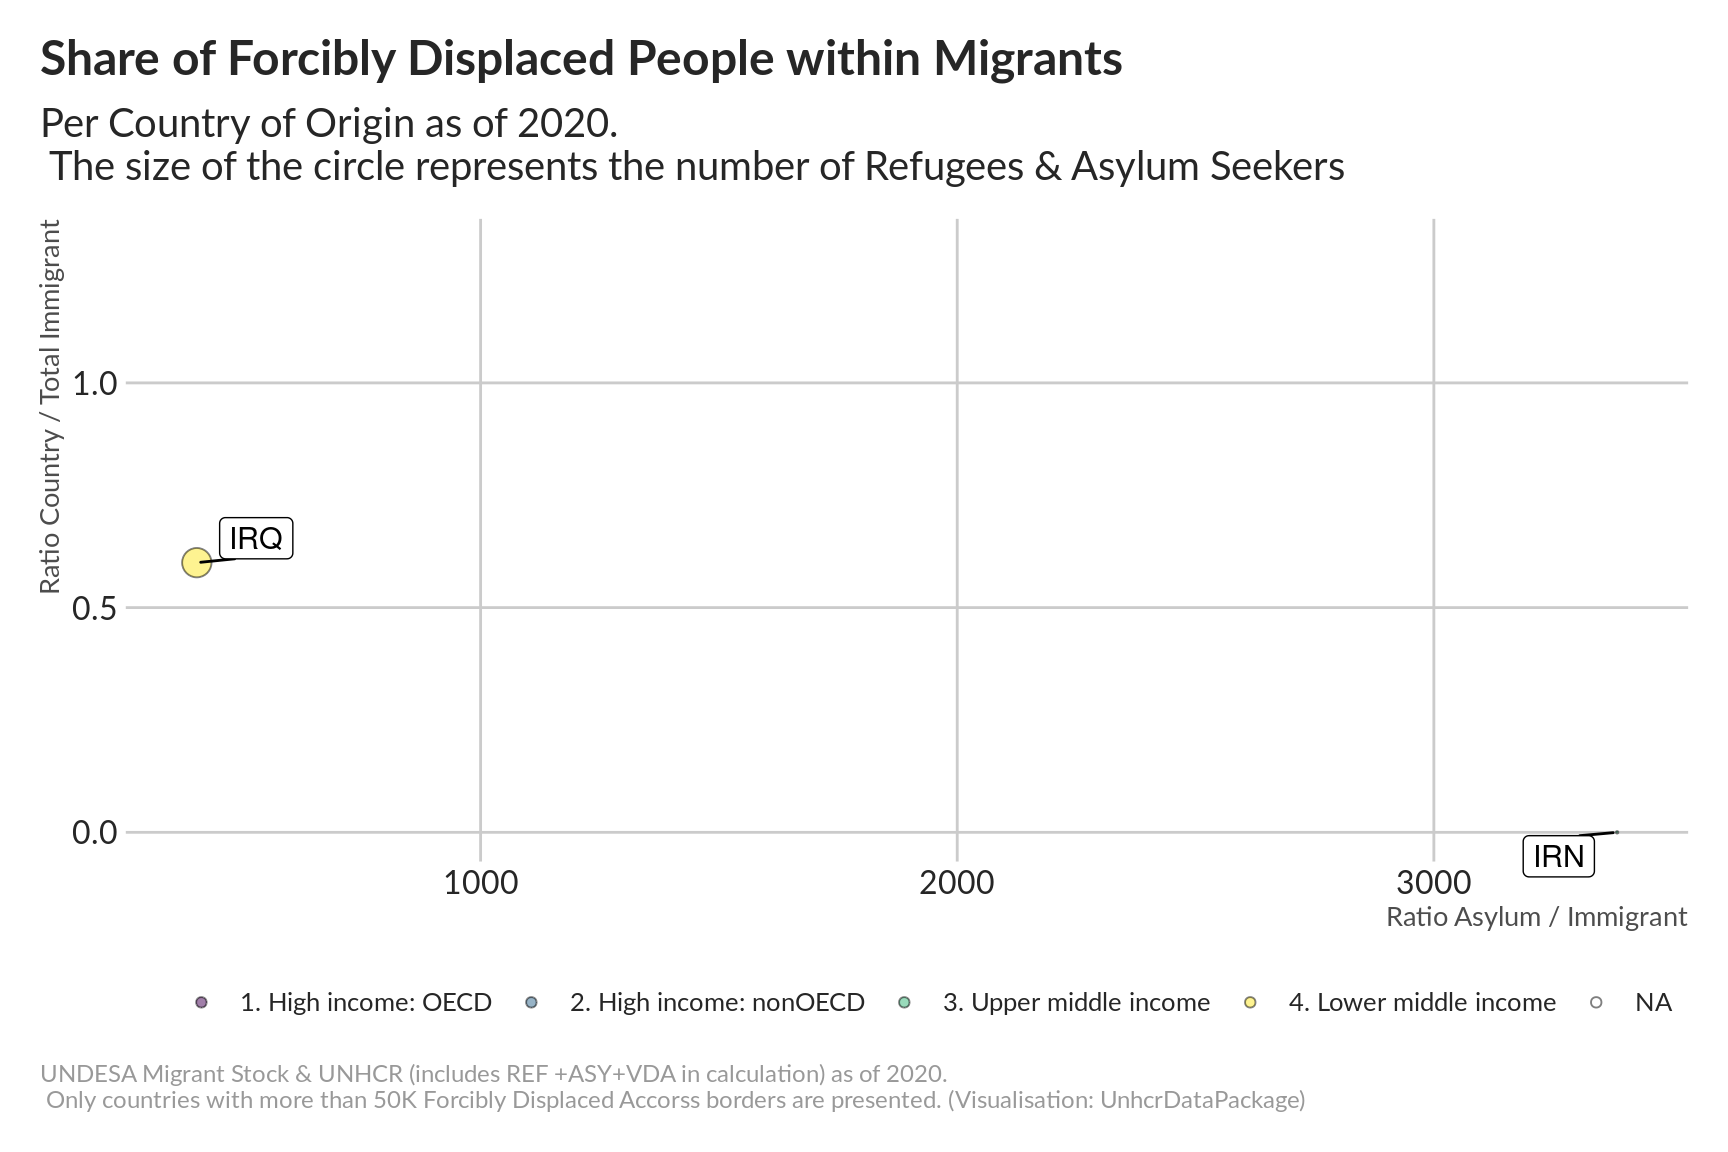 Share of Forcibly Displaced People within Migrants
Per Country of Origin as of 2020.
The size of the circle represents the number of Refugees & Asylum Seekers
Ratio Country / Total Immigrant
1.0
IRQ
0.5
0.0
IRN
1000
2000
3000
Ratio Asylum / Immigrant
1. High income: OECD
2. High income: nonOECD
3. Upper middle income
4. Lower middle income
NA
UNDESA Migrant Stock & UNHCR (includes REF +ASY+VDA in calculation) as of 2020.
Only countries with more than 50K Forcibly Displaced Accorss borders are presented. (Visualisation: UnhcrDataPackage)